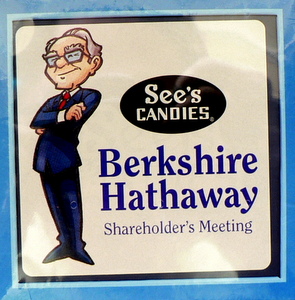 See's
CANDIES®
Berkshire
Hathaway
Shareholder's Meeting